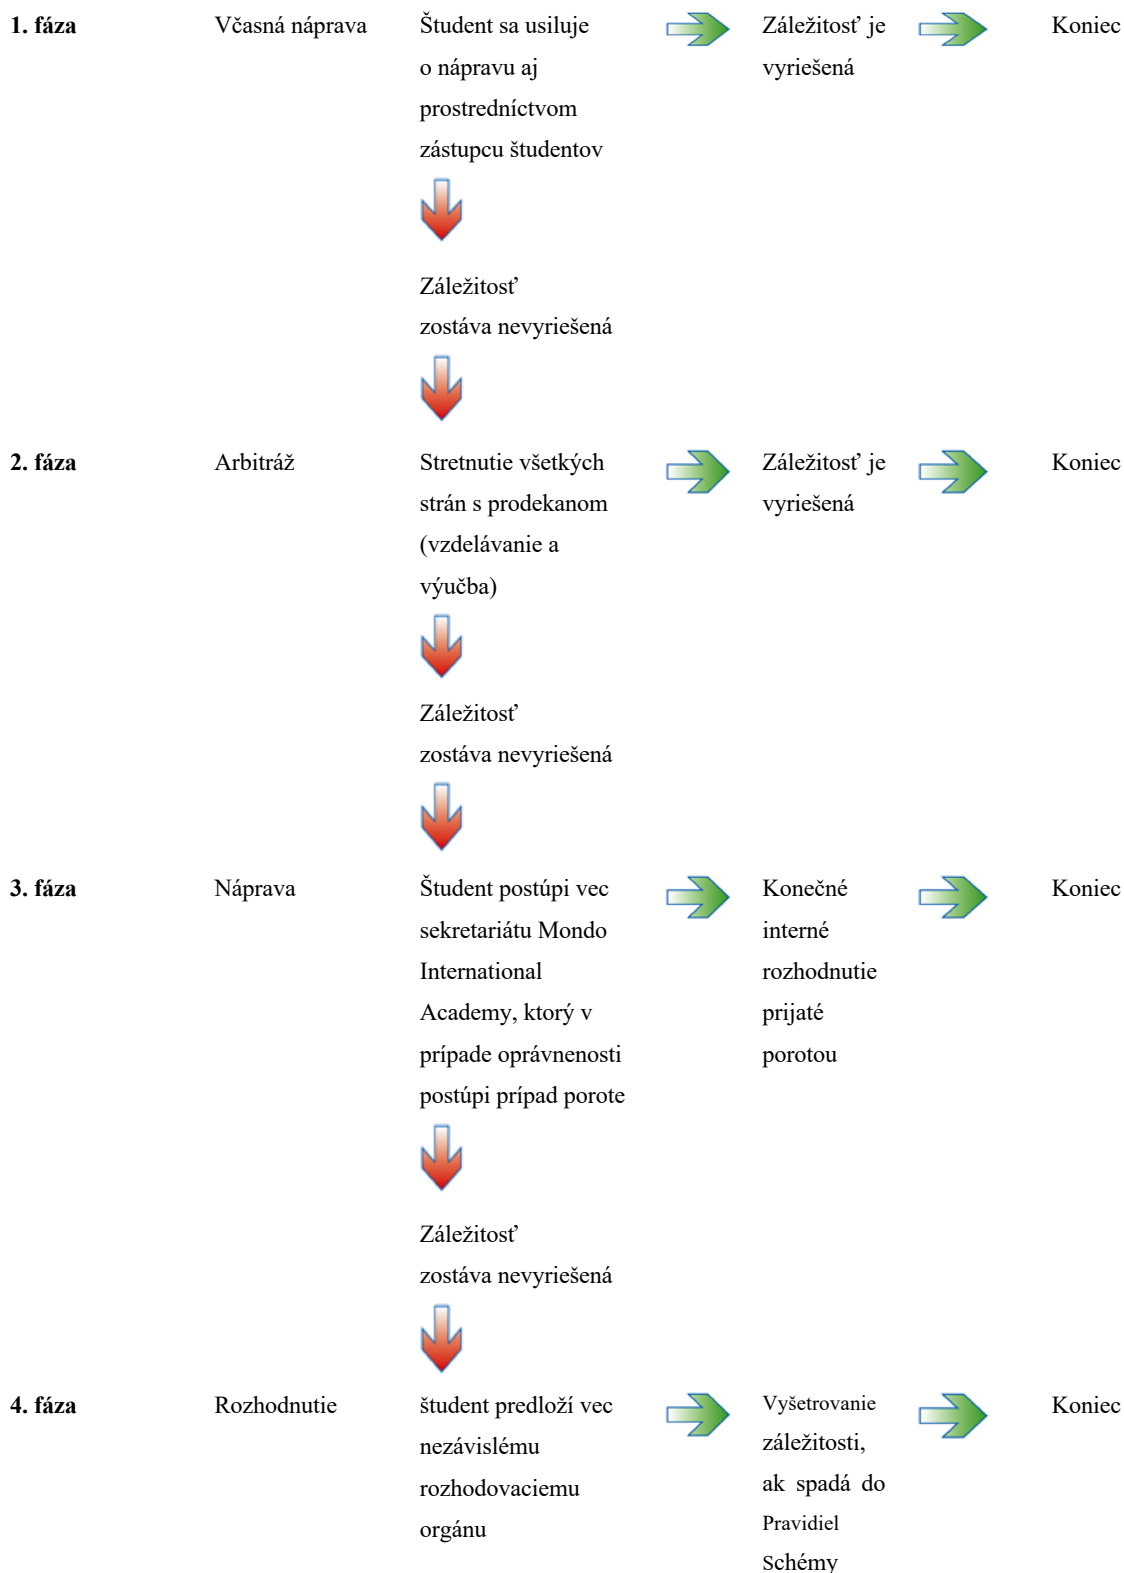 1. fáza Včasná náprava Študent sa usiluje Záležitosť je Koniec
o nápravu aj vyriešená
prostredníctvom
zástupcu študentov
Záležitosť
zostáva nevyriešená
2. fáza Arbitráž Stretnutie všetkých Záležitosť je Koniec
strán s prodekanom vyriešená
(vzdelávanie a
výučba)
Záležitosť
zostáva nevyriešená
3. fáza Náprava Študent postúpi vec Konečné Koniec
sekretariátu Mondo interné
International rozhodnutie
Academy, ktorý v prijaté
prípade oprávnenosti porotou
postúpi prípad porote
Záležitosť
zostáva nevyriešená
4. fáza Rozhodnutie študent predloží vec Vyšetrovanie Koniec
nezávislému záležitosti,
rozhodovaciemu ak spadá do
orgánu Pravidiel
Schémy